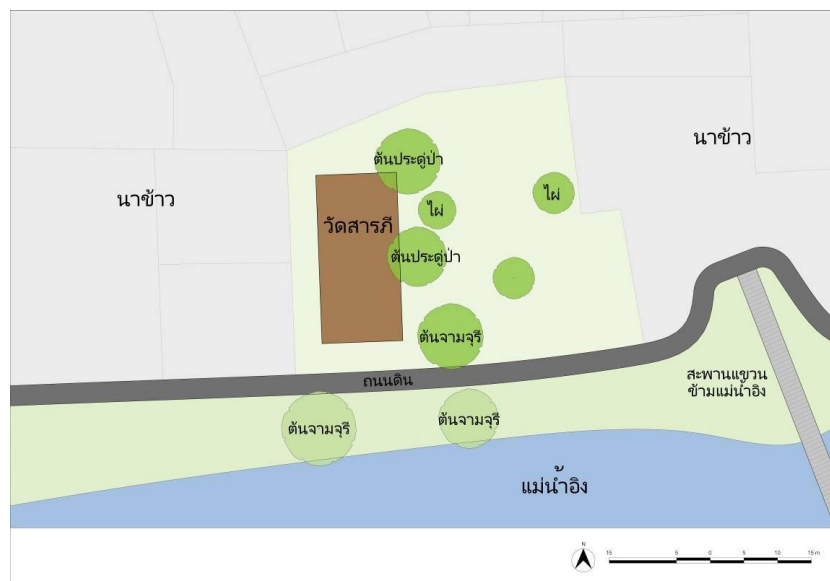 ต้นประดู่ป่า
นาข้าว
นาข้าว
ไผ่
ไผ่
วัดสารภี
ต้นประดู่ป่า
ต้นจามจุรี
ถนนดิน
สะพานแขวน
ข้ามแม่น้ำอิง
ต้นจามจุรี
ต้นจามจุรี
แม่น้ำอิง
N
15 5 0 5 10 15 m